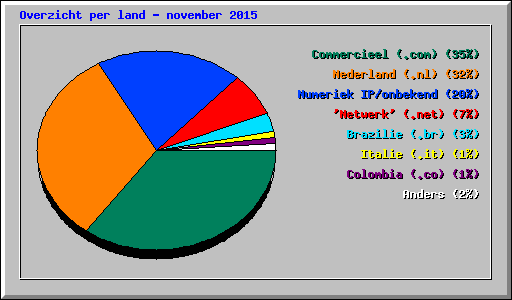 Overzicht per land - november 2015
Commercieel (.com) (35%)
Nederland (.nl) (32%)
Numeriek IP/onbekend (20%)
'Netwerk' (.net) (7%)
Brazilie (.br) (3%)
Italie (.it) (1%)
Colombia (.co) (1%)
Anders (2%)